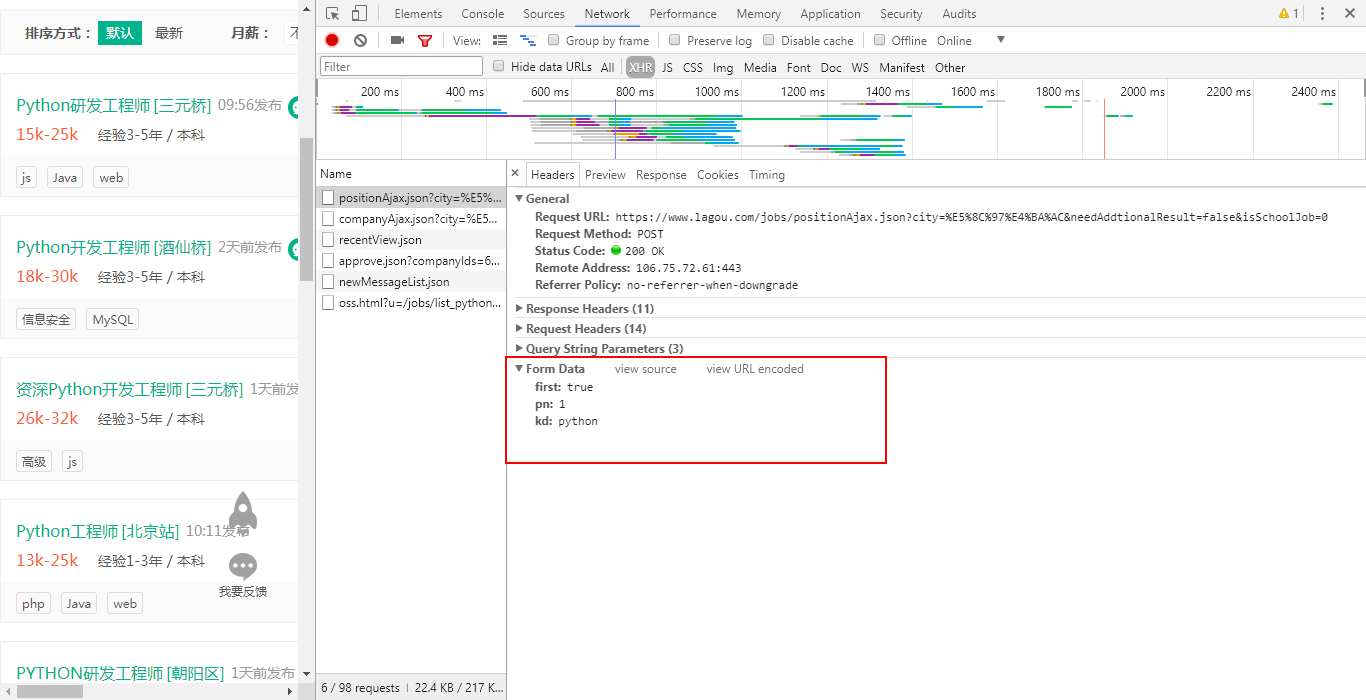 排序方式： 默认 最新 月薪：
Python研发工程师 [三元桥] 09:56发布
15k-25k 经验3-5年 / 本科
js Java web
Python开发工程师 [酒仙桥] 2天前发布
18k-30k 经验3-5年 / 本科
信息安全 MySQL
资深Python开发工程师 [三元桥] 1天前发
26k-32k 经验3-5年 / 本科
高级 js
Python工程师 [北京站] 10:11发布
13k-25k 经验1-3年 / 本科
我要反馈
php Java web
PYTHON研发工程师 [朝阳区] 1天前发布
Elements Console Sources Network Performance Memory Application Security Audits 1
View: Group by frame Preserve log Disable cache Offline Online
Filter Hide data URLs All XHR JS CSS Img Media Font Doc WS Manifest Other
200 ms 400 ms 600 ms 800 ms 1000 ms 1200 ms 1400 ms 1600 ms 1800 ms 2000 ms 2200 ms 2400 ms
Name
positionAjax.json?city=%E5%...
companyAjax.json?city=%E5...
recentView.json
approve.json?companyIds=6...
newMessageList.json
oss.html?u=/jobs/list_python...
6 / 98 requests | 22.4 KB / 217 K...
Headers Preview Response Cookies Timing
General
Request URL: https://www.lagou.com/jobs/positionAjax.json?city=%E5%8C%97%E4%BA%AC&needAddtionalResult=false&isSchoolJob=0
Request Method: POST
Status Code: 200 OK
Remote Address: 106.75.72.61:443
Referrer Policy: no-referrer-when-downgrade
Response Headers (11)
Request Headers (14)
Query String Parameters (3)
Form Data view source view URL encoded
first: true
pn: 1
kd: python